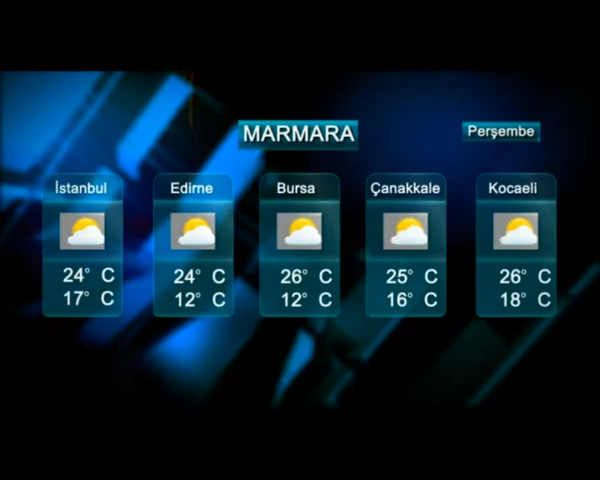 MARMARA
Perşembe
İstanbul
24° C
17° C
Edirne
24° C
12° C
Bursa
26° C
12° C
Çanakkale
25° C
16° C
Kocaeli
26° C
18° C